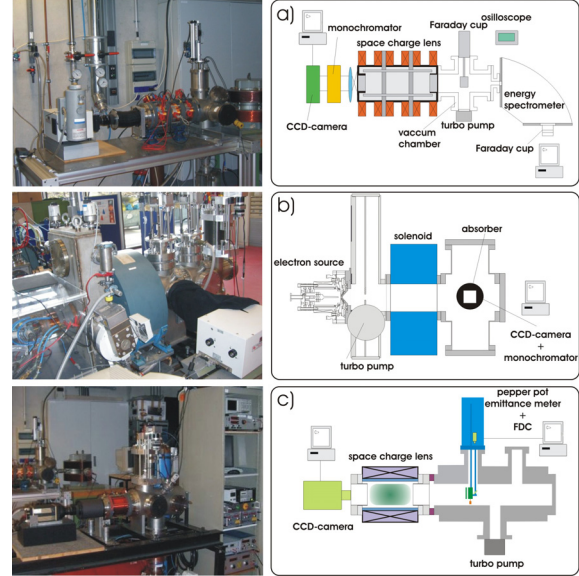 a)
Faraday cup
osilloscope
monochromator
space charge lens
energy
spectrometer
CCD-camera
vaccum
chamber
turbo pump
Faraday cup
b)
solenoid
absorber
electron source
CCD-camera
+
monochromator
turbo pump
c)
pepper pot
emittance meter
+
FDC
space charge lens
CCD-camera
turbo pump